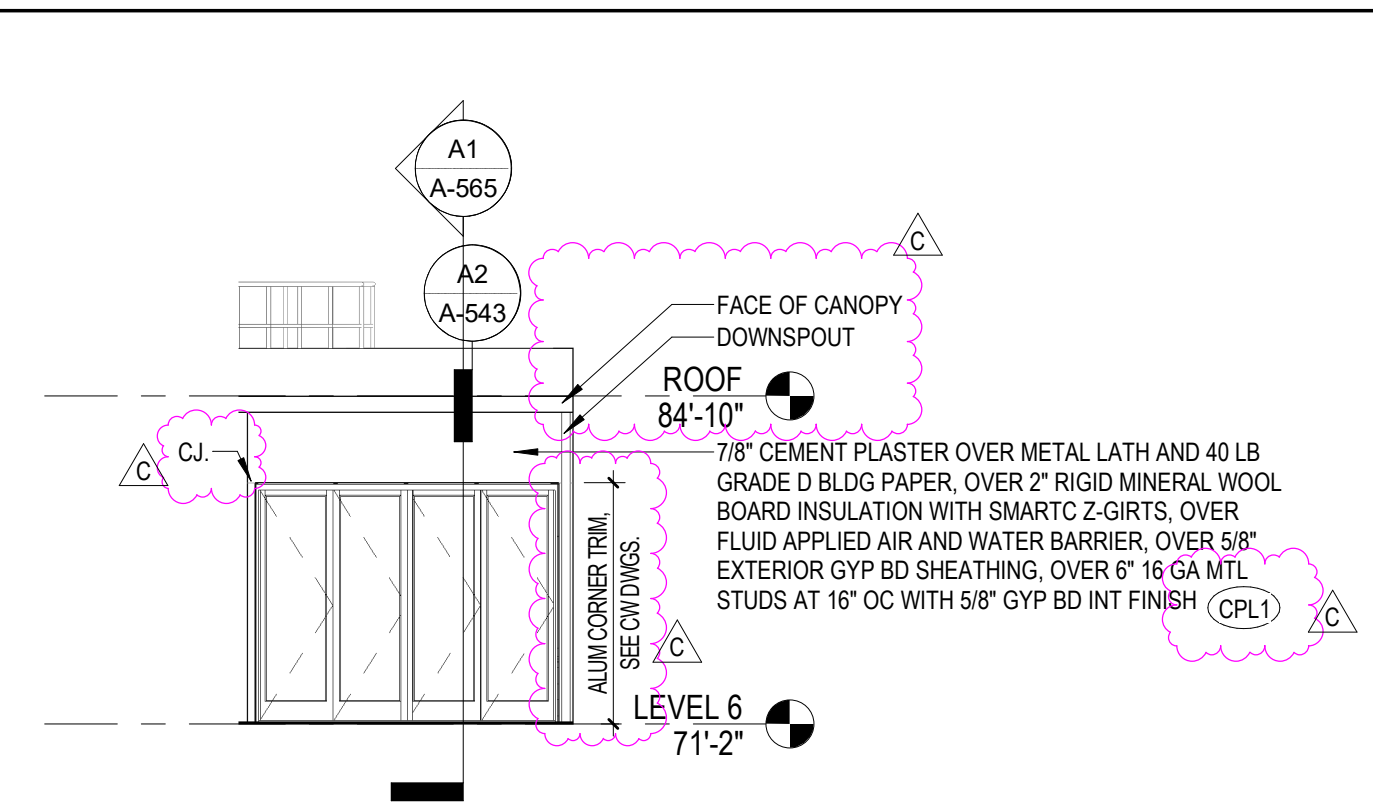 A1
A-565
C
A2
A-543
FACE OF CANOPY
DOWNSPOUT
ROOF
84'-10"
CJ.
C
7/8" CEMENT PLASTER OVER METAL LATH AND 40 LB
GRADE D BLDG PAPER, OVER 2" RIGID MINERAL WOOL
BOARD INSULATION WITH SMARTC Z-GIRTS, OVER
FLUID APPLIED AIR AND WATER BARRIER, OVER 5/8"
EXTERIOR GYP BD SHEATHING, OVER 6" 16 GA MTL
STUDS AT 16" OC WITH 5/8" GYP BD INT FINISH
CPL1
C
ALUM CORNER TRIM,
SEE CW DWGS.
C
LEVEL 6
71'-2"